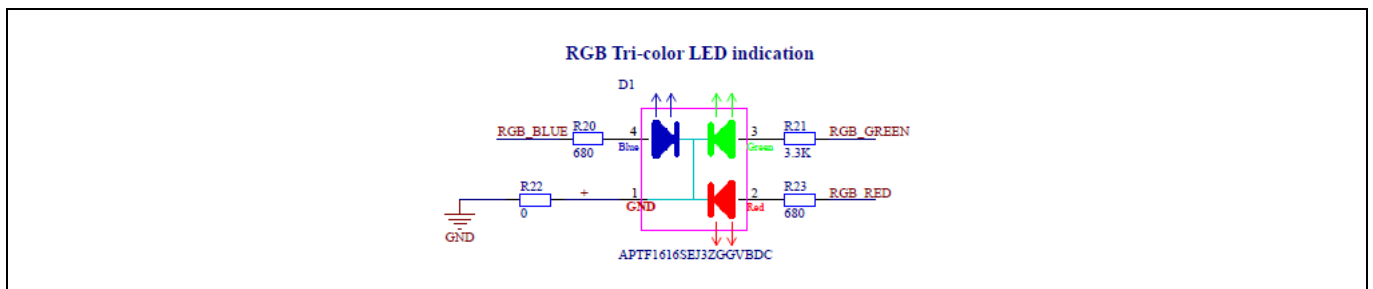 RGB Tri-color LED indication
D1
RGB_BLUE R20 4 3 R21 RGB_GREEN
680 Blue Green 3.3K
R22 + 1 2 R23 RGB_RED
0 GND Red 680
GND
APTF1616SEJ3ZGGVBDC